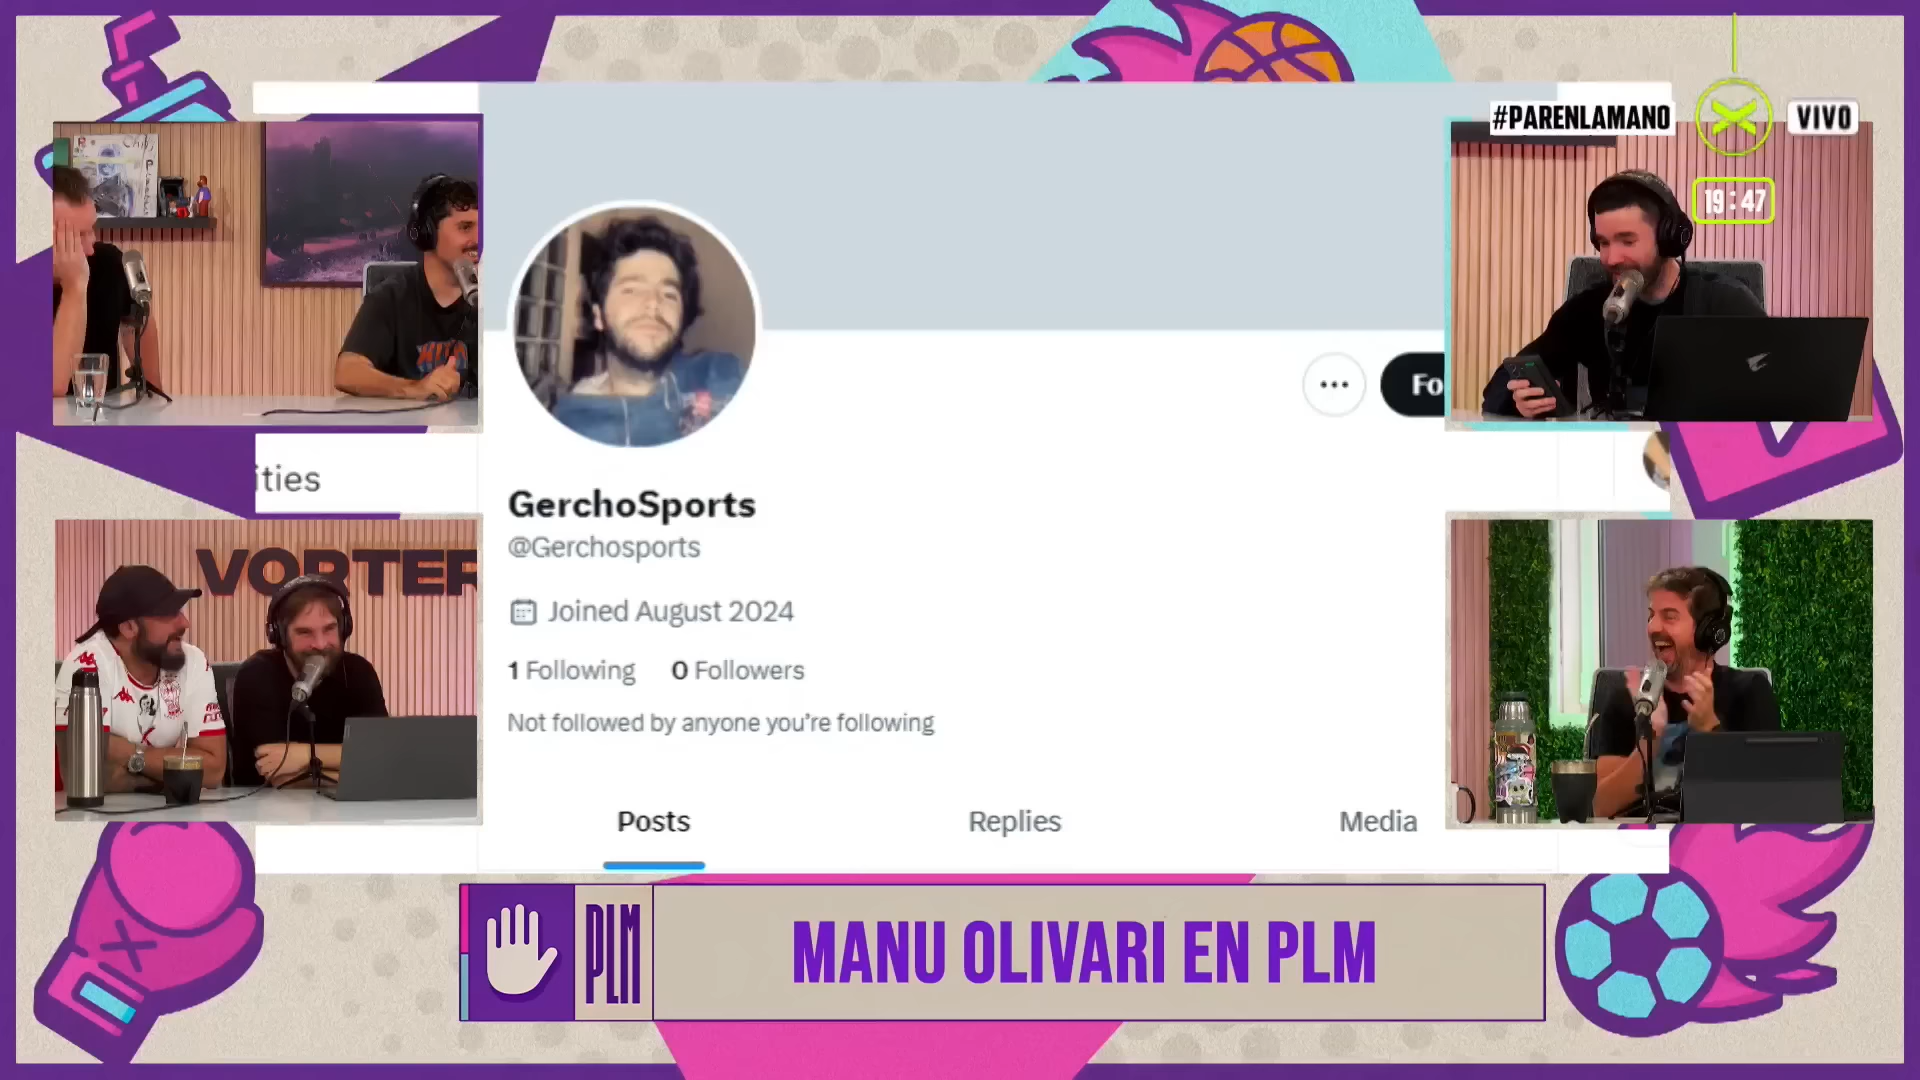 #PARENLAMANO
VIVO
19:47
Fo
ities
GerchoSports
@Gerchosports
Joined August 2024
1 Following 0 Followers
Not followed by anyone you're following
VORTER
Posts
Replies
Media
PLM
MANU OLIVARI EN PLM